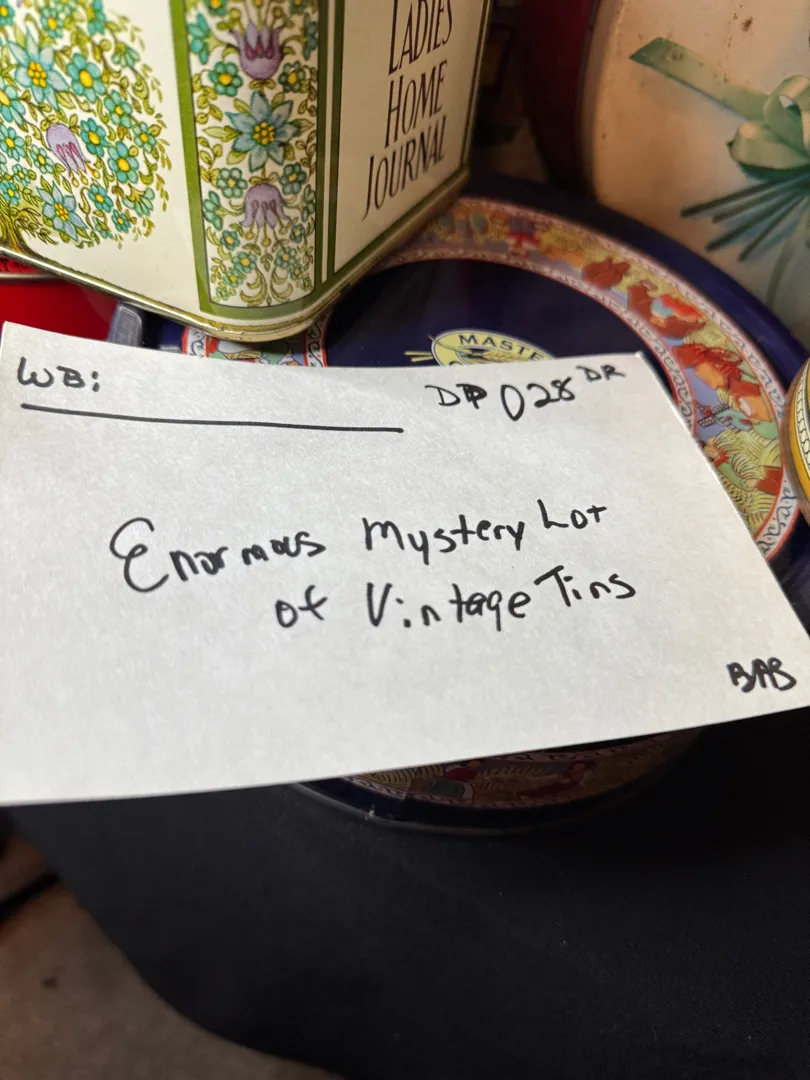 LADIES
HOME
JOURNAL
MASTE
WB:
DP 028 DR
Enormous Mystery Lot
of Vintage Tins
BAB